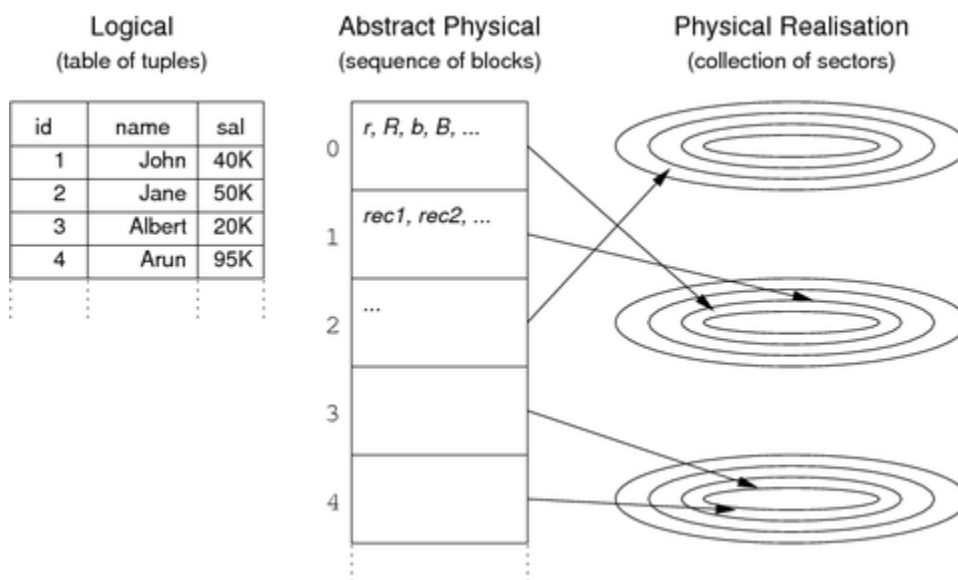 Logical
(table of tuples)
Abstract Physical
(sequence of blocks)
Physical Realisation
(collection of sectors)
id name sal
1 John 40K
2 Jane 50K
3 Albert 20K
4 Arun 95K
0 r, R, b, B, ...
1 rec1, rec2, ...
2 ...
3
4